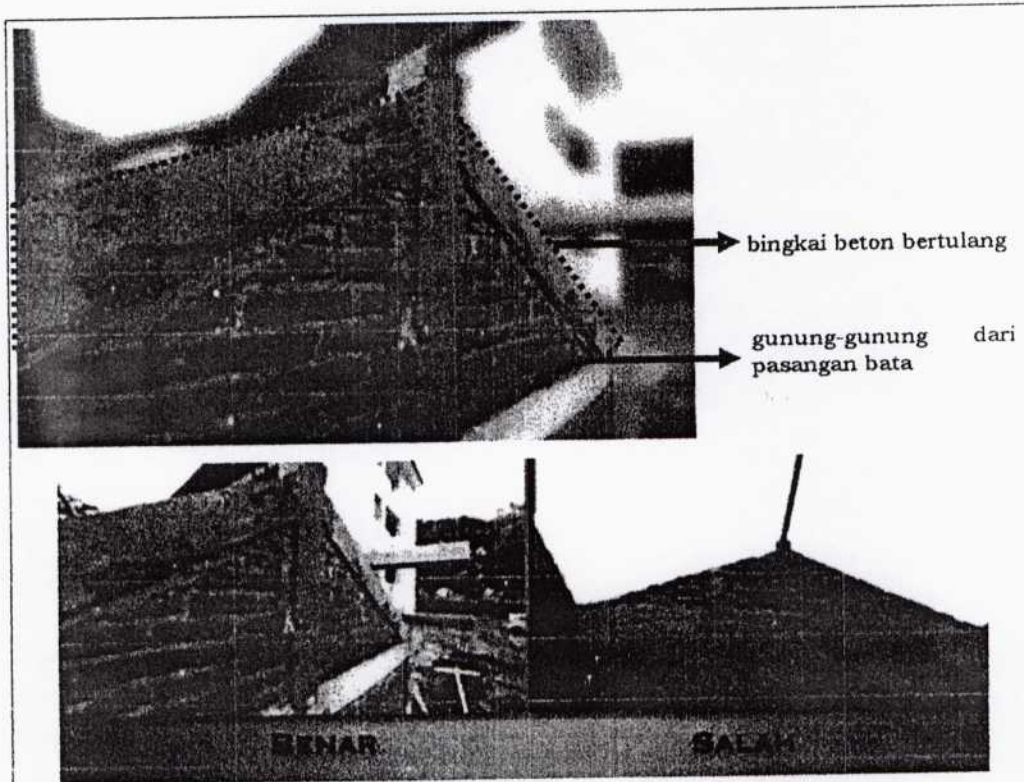 bingkai beton bertulang
gunung-gunung dari
pasangan bata
BENAR
SALAH